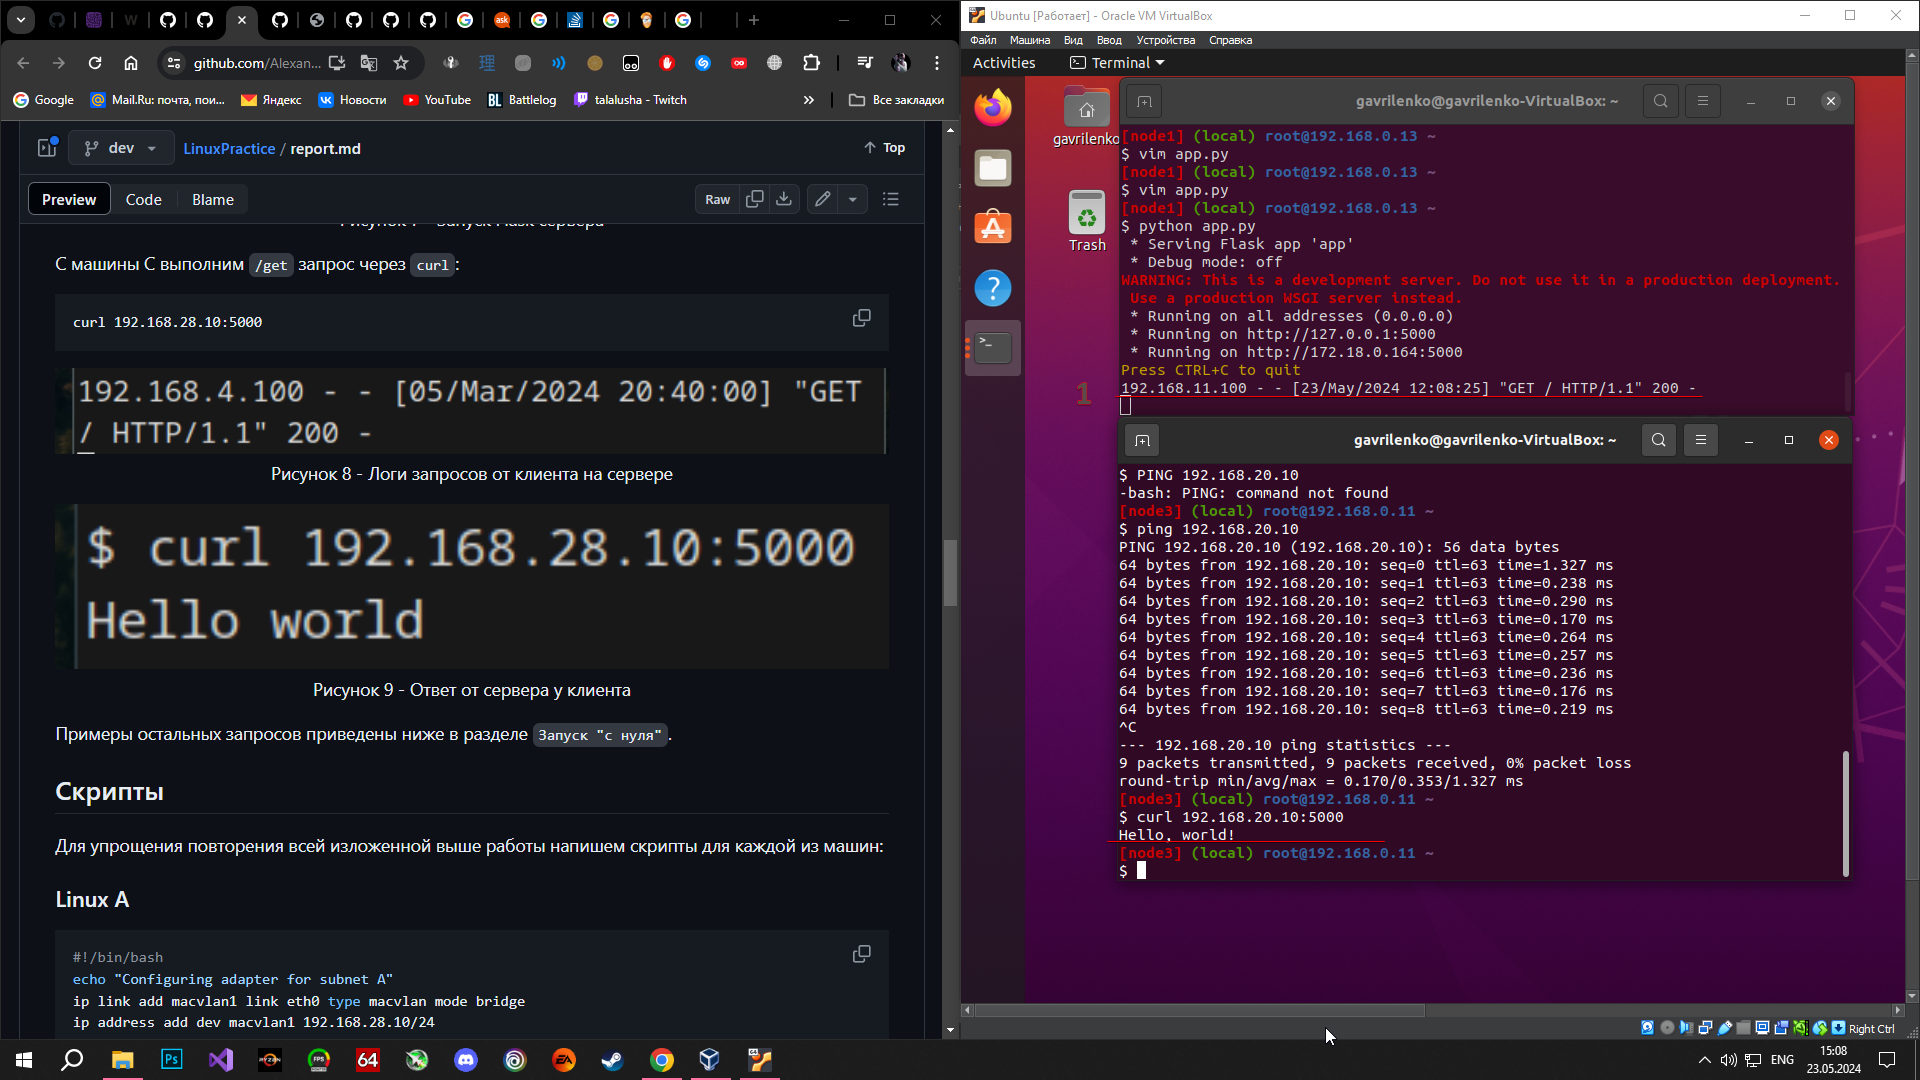 github.com/Alexan...
Google
Mail.Ru: почта, пои...
Яндекс
Новости
YouTube
BL Battlelog
talalusha - Twitch
»
Все закладки
dev
LinuxPractice / report.md
Top
Preview
Code
Blame
Raw
С машины C выполним /get запрос через curl:
curl 192.168.28.10:5000
192.168.4.100 - - [05/Mar/2024 20:40:00] "GET
/ HTTP/1.1" 200 -
Рисунок 8 - Логи запросов от клиента на сервере
$ curl 192.168.28.10:5000
Hello world
Рисунок 9 - Ответ от сервера у клиента
Примеры остальных запросов приведены ниже в разделе Запуск "с нуля".
Скрипты
Для упрощения повторения всей изложенной выше работы напишем скрипты для каждой из машин:
Linux A
#!/bin/bash
echo "Configuring adapter for subnet A"
ip link add macvlan1 link eth0 type macvlan mode bridge
ip address add dev macvlan1 192.168.28.10/24
Ubuntu [Работает] - Oracle VM VirtualBox
Файл Машина Вид Ввод Устройства Справка
Activities
Terminal
gavrilenko
Trash
gavrilenko@gavrilenko-VirtualBox: ~
[node1] (local) root@192.168.0.13 ~
$ vim app.py
[node1] (local) root@192.168.0.13 ~
$ vim app.py
[node1] (local) root@192.168.0.13 ~
$ python app.py
* Serving Flask app 'app'
* Debug mode: off
WARNING: This is a development server. Do not use it in a production deployment.
Use a production WSGI server instead.
* Running on all addresses (0.0.0.0)
* Running on http://127.0.0.1:5000
* Running on http://172.18.0.164:5000
Press CTRL+C to quit
192.168.11.100 - - [23/May/2024 12:08:25] "GET / HTTP/1.1" 200 -
1
gavrilenko@gavrilenko-VirtualBox: ~
$ PING 192.168.20.10
-bash: PING: command not found
[node3] (local) root@192.168.0.11 ~
$ ping 192.168.20.10
PING 192.168.20.10 (192.168.20.10): 56 data bytes
64 bytes from 192.168.20.10: seq=0 ttl=63 time=1.327 ms
64 bytes from 192.168.20.10: seq=1 ttl=63 time=0.238 ms
64 bytes from 192.168.20.10: seq=2 ttl=63 time=0.290 ms
64 bytes from 192.168.20.10: seq=3 ttl=63 time=0.170 ms
64 bytes from 192.168.20.10: seq=4 ttl=63 time=0.264 ms
64 bytes from 192.168.20.10: seq=5 ttl=63 time=0.257 ms
64 bytes from 192.168.20.10: seq=6 ttl=63 time=0.236 ms
64 bytes from 192.168.20.10: seq=7 ttl=63 time=0.176 ms
64 bytes from 192.168.20.10: seq=8 ttl=63 time=0.219 ms
^C
--- 192.168.20.10 ping statistics ---
9 packets transmitted, 9 packets received, 0% packet loss
round-trip min/avg/max = 0.170/0.353/1.327 ms
[node3] (local) root@192.168.0.11 ~
$ curl 192.168.20.10:5000
Hello, world!
[node3] (local) root@192.168.0.11 ~
$
Right Ctrl
Ps
64
EA
ENG
15:08
23.05.2024